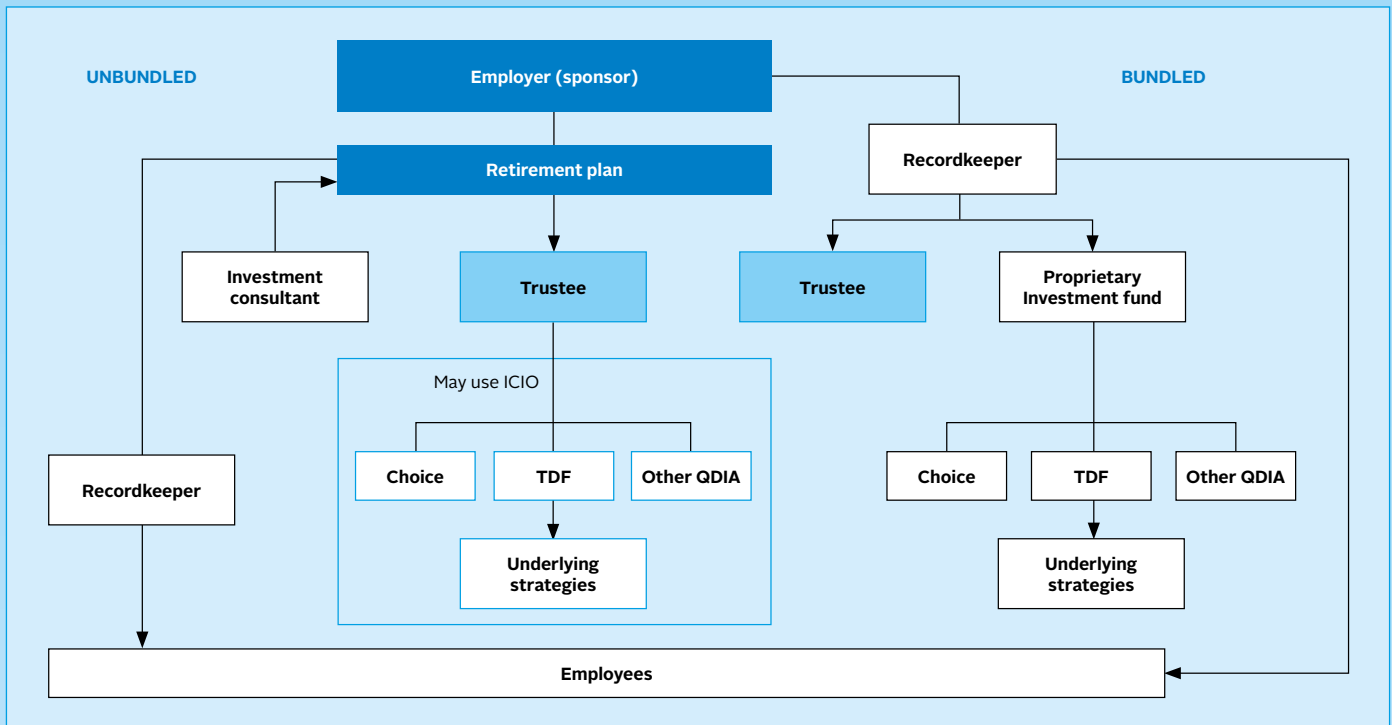 UNBUNDLED
Employer (sponsor)
BUNDLED
Recordkeeper
Retirement plan
Investment
consultant
Trustee
Trustee
Proprietary
Investment fund
May use ICIO
Recordkeeper
Choice
TDF
Other QDIA
Choice
TDF
Other QDIA
Underlying
strategies
Underlying
strategies
Employees